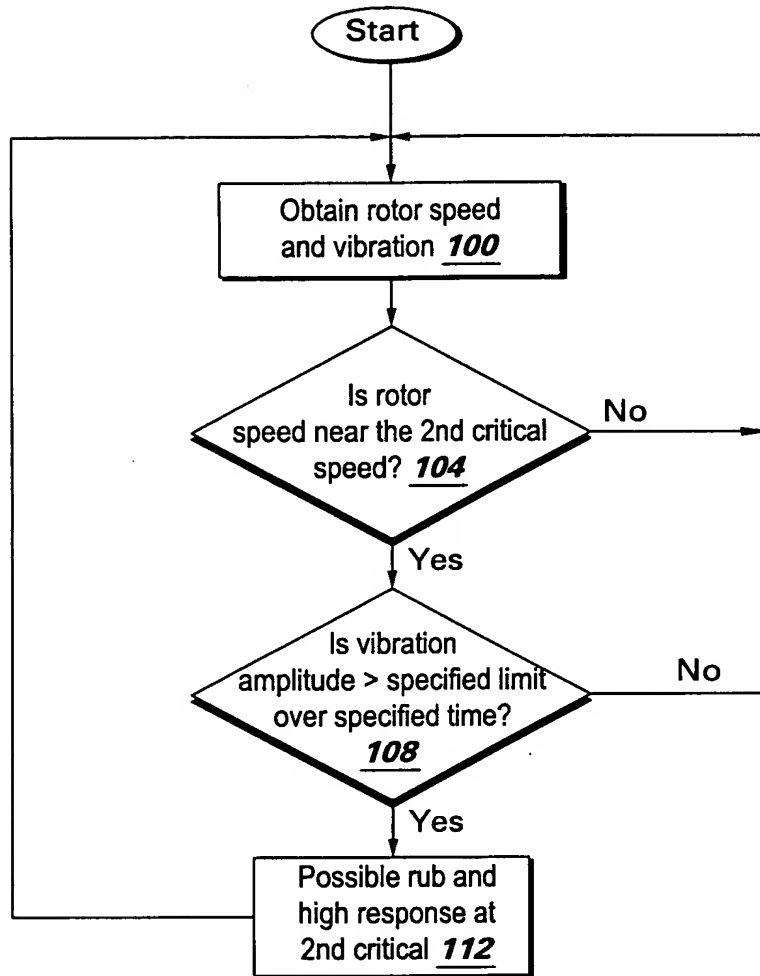 Start
Obtain rotor speed
and vibration 100
Is rotor
speed near the 2nd critical
speed? 104
No
Yes
Is vibration
amplitude > specified limit
over specified time?
108
No
Yes
Possible rub and
high response at
2nd critical 112